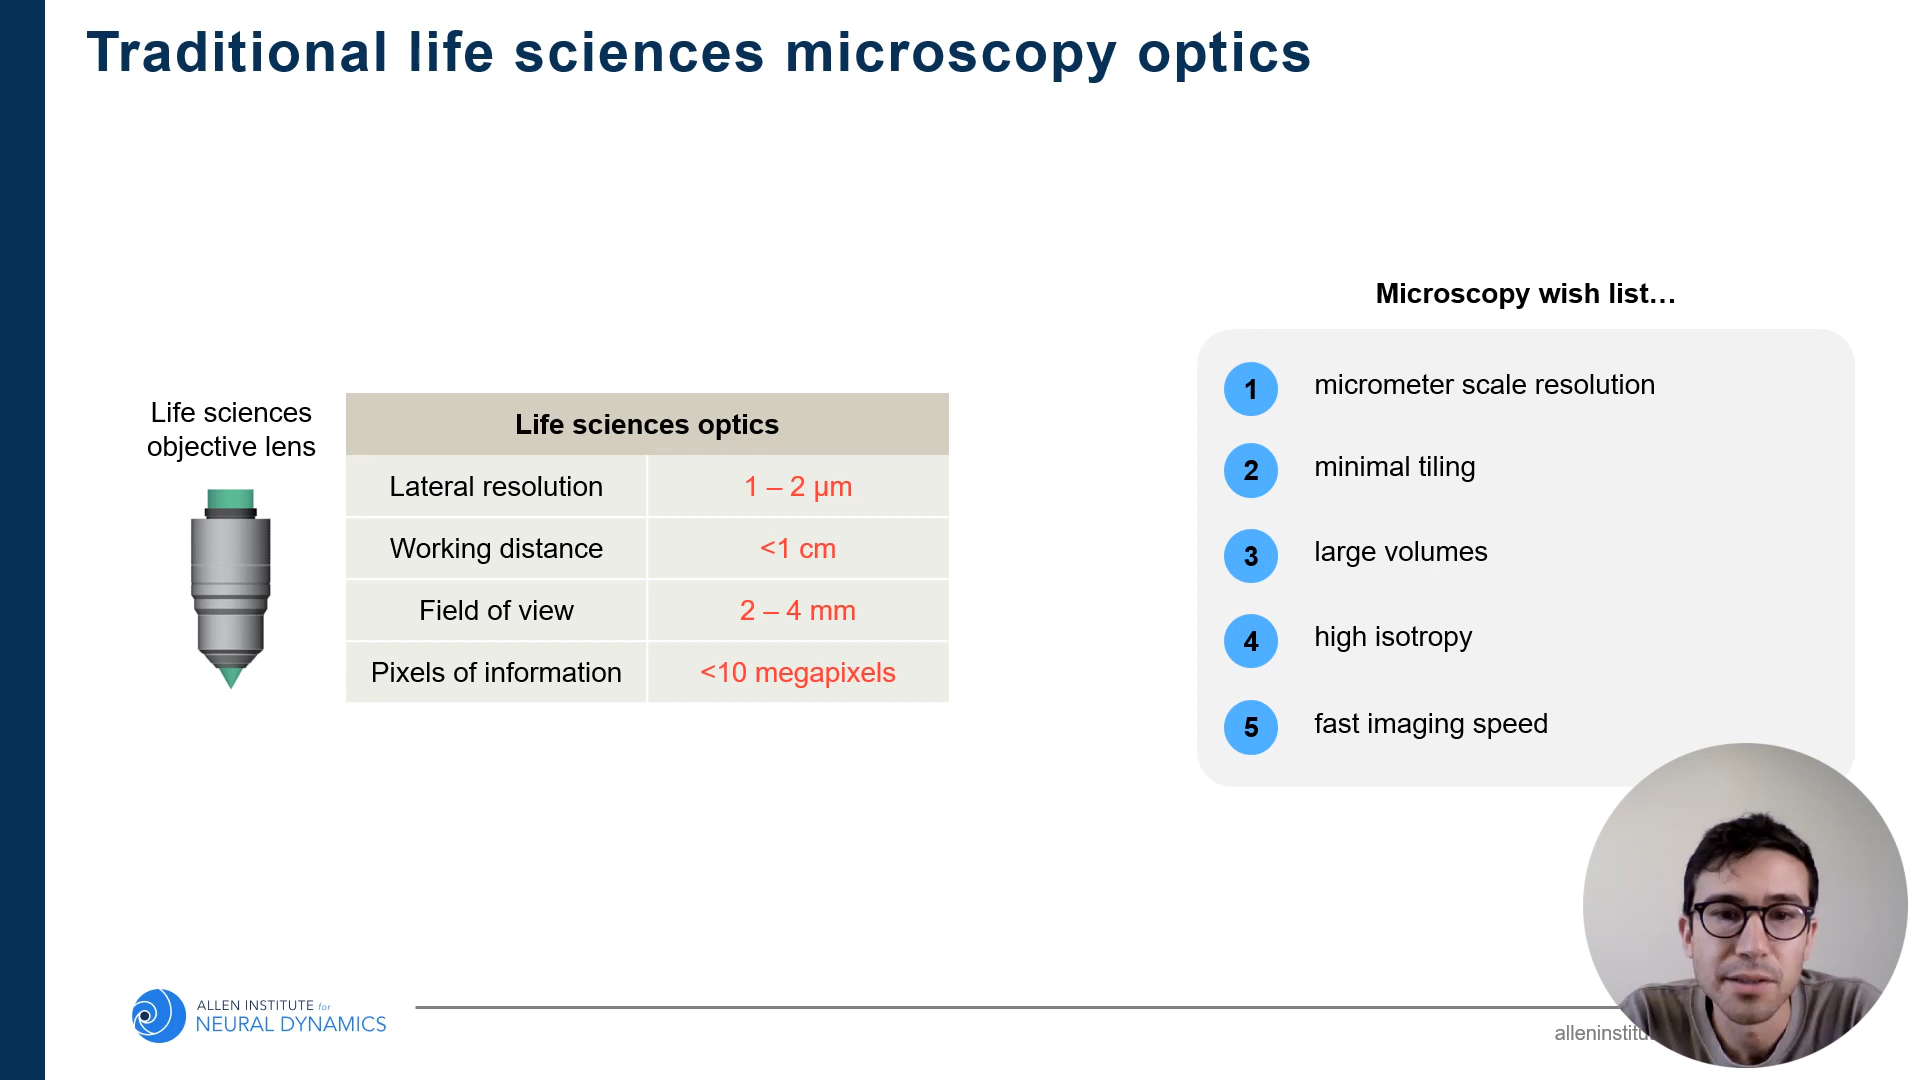 Traditional life sciences microscopy optics
Microscopy wish list…
1 micrometer scale resolution
2 minimal tiling
3 large volumes
4 high isotropy
5 fast imaging speed
Life sciences
objective lens
Life sciences optics
Lateral resolution 1 – 2 µm
Working distance <1 cm
Field of view 2 – 4 mm
Pixels of information <10 megapixels
ALLEN INSTITUTE for
NEURAL DYNAMICS